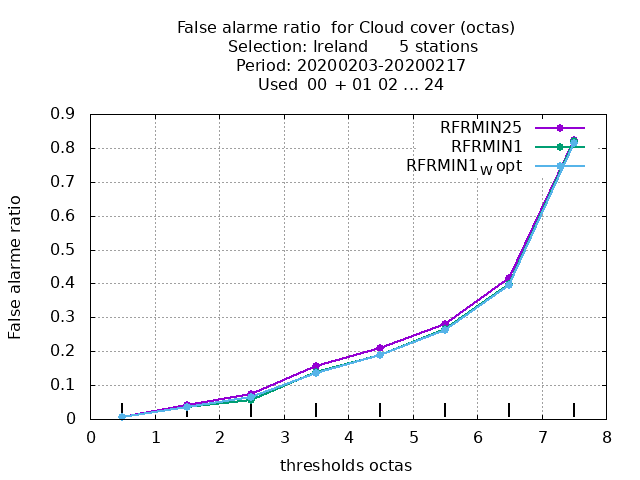 False alarme ratio  for Cloud cover (octas)
Selection: Ireland      5 stations
Period: 20200203-20200217
Used  00  + 01 02 ... 24
0.9
0.8
0.7
0.6
0.5
0.4
0.3
0.2
0.1
0
False alarme ratio
RFRMIN25
RFRMIN1
RFRMIN1W opt
0 1 2 3 4 5 6 7 8
thresholds octas